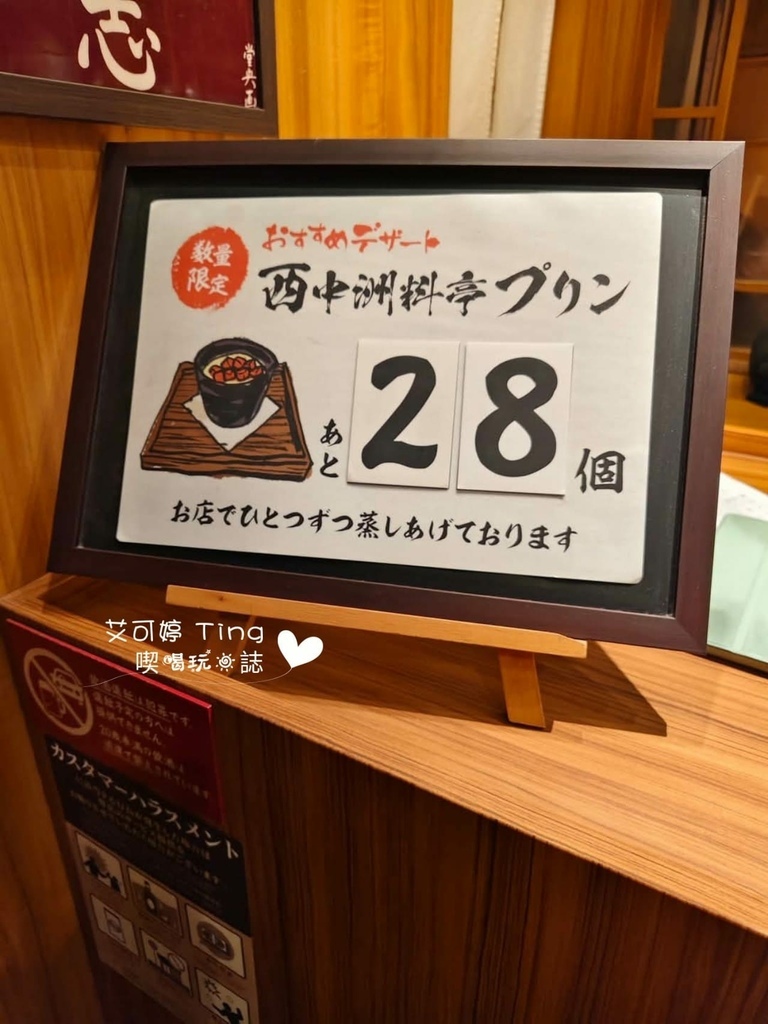 志
数量
限定
おすすめデザート
西中洲料亭プリン
あと
28
個
お店でひとつずつ蒸しあげております
艾可婷 Ting
喫喝玩誌
カスタマーハラスメント